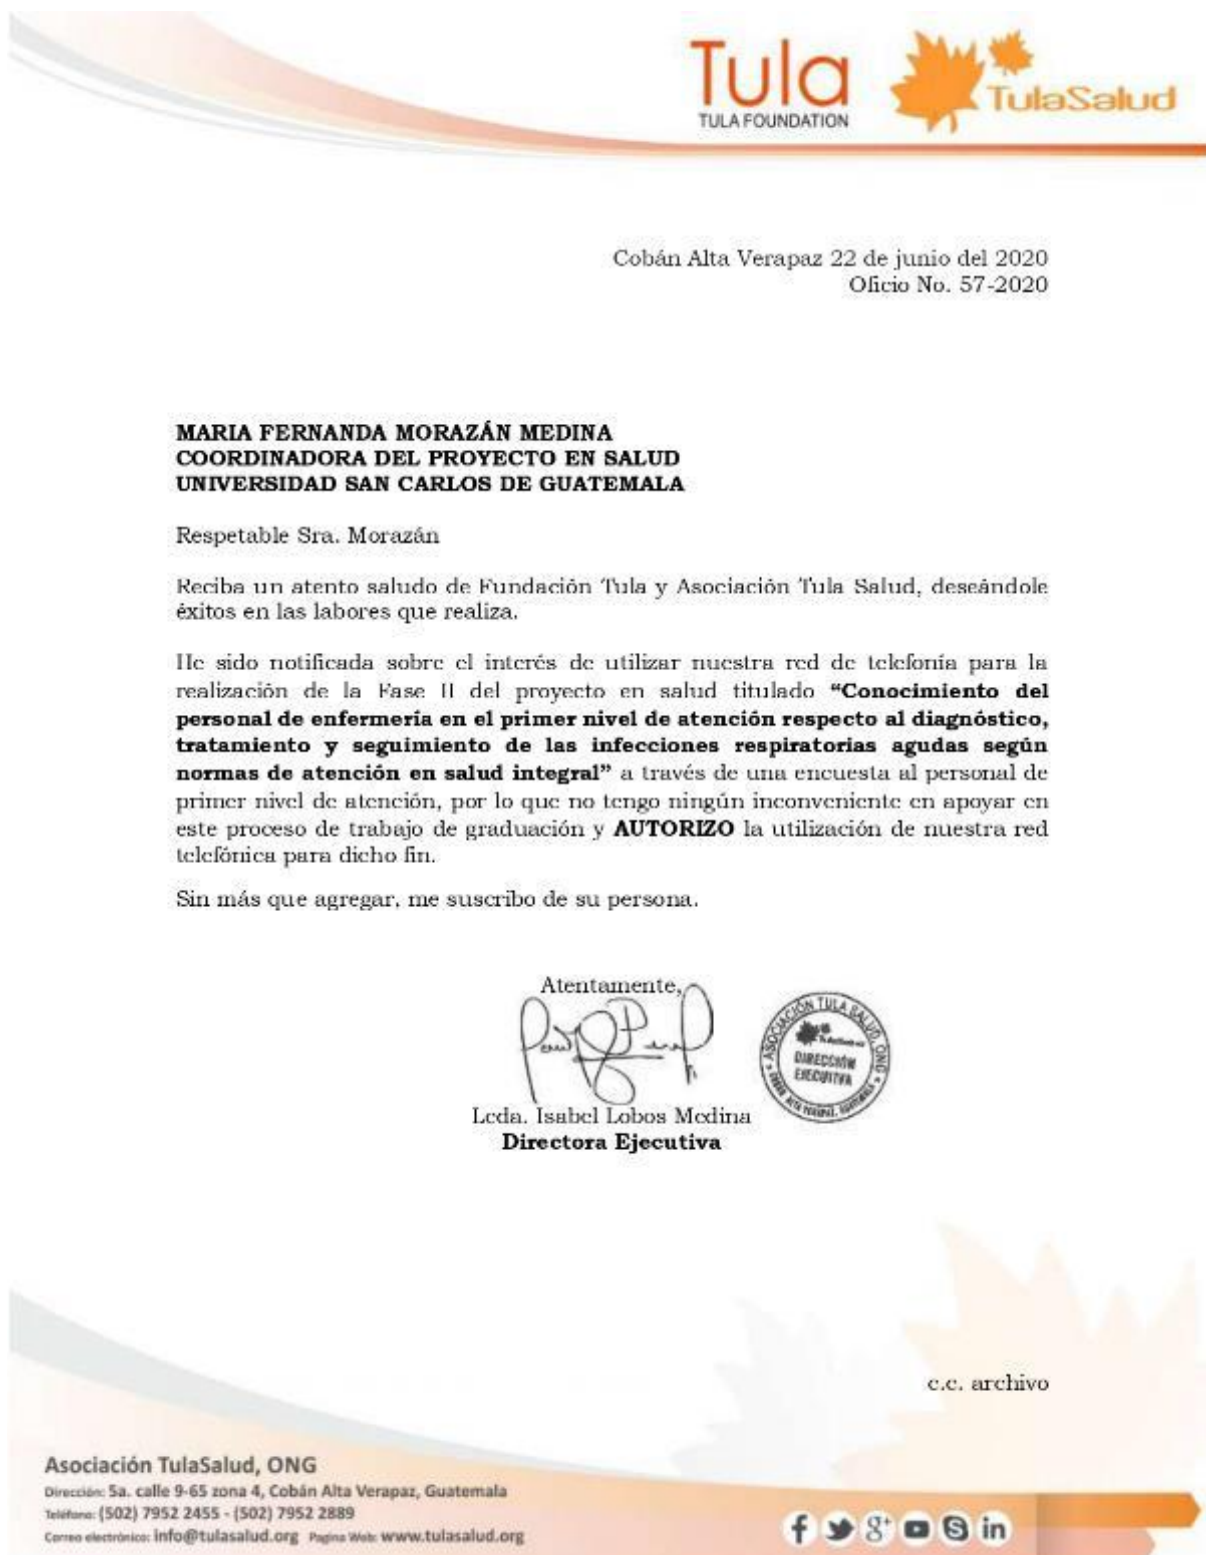 Tula
TULA FOUNDATION
TulaSalud
Cobán Alta Verapaz 22 de junio del 2020
Oficio No. 57-2020
MARIA FERNANDA MORAZÁN MEDINA
COORDINADORA DEL PROYECTO EN SALUD
UNIVERSIDAD SAN CARLOS DE GUATEMALA
Respetable Sra. Morazán
Reciba un atento saludo de Fundación Tula y Asociación Tula Salud, deseándole
éxitos en las labores que realiza.
He sido notificada sobre el interés de utilizar nuestra red de telefonía para la
realización de la Fase II del proyecto en salud titulado “Conocimiento del
personal de enfermería en el primer nivel de atención respecto al diagnóstico,
tratamiento y seguimiento de las infecciones respiratorias agudas según
normas de atención en salud integral” a través de una encuesta al personal de
primer nivel de atención, por lo que no tengo ningún inconveniente en apoyar en
este proceso de trabajo de graduación y AUTORIZO la utilización de nuestra red
telefónica para dicho fin.
Sin más que agregar, me suscribo de su persona.
Atentamente,
ASOCIACIÓN TULA SALUD, ONG
DIRECCIÓN
EJECUTIVA
COBÁN, ALTA VERAPAZ, GUATEMALA
Lcda. Isabel Lobos Medina
Directora Ejecutiva
c.c. archivo
Asociación TulaSalud, ONG
Dirección: 5a. calle 9-65 zona 4, Cobán Alta Verapaz, Guatemala
Teléfono: (502) 7952 2455 - (502) 7952 2889
Correo electrónico: info@tulasalud.org Pagina Web: www.tulasalud.org